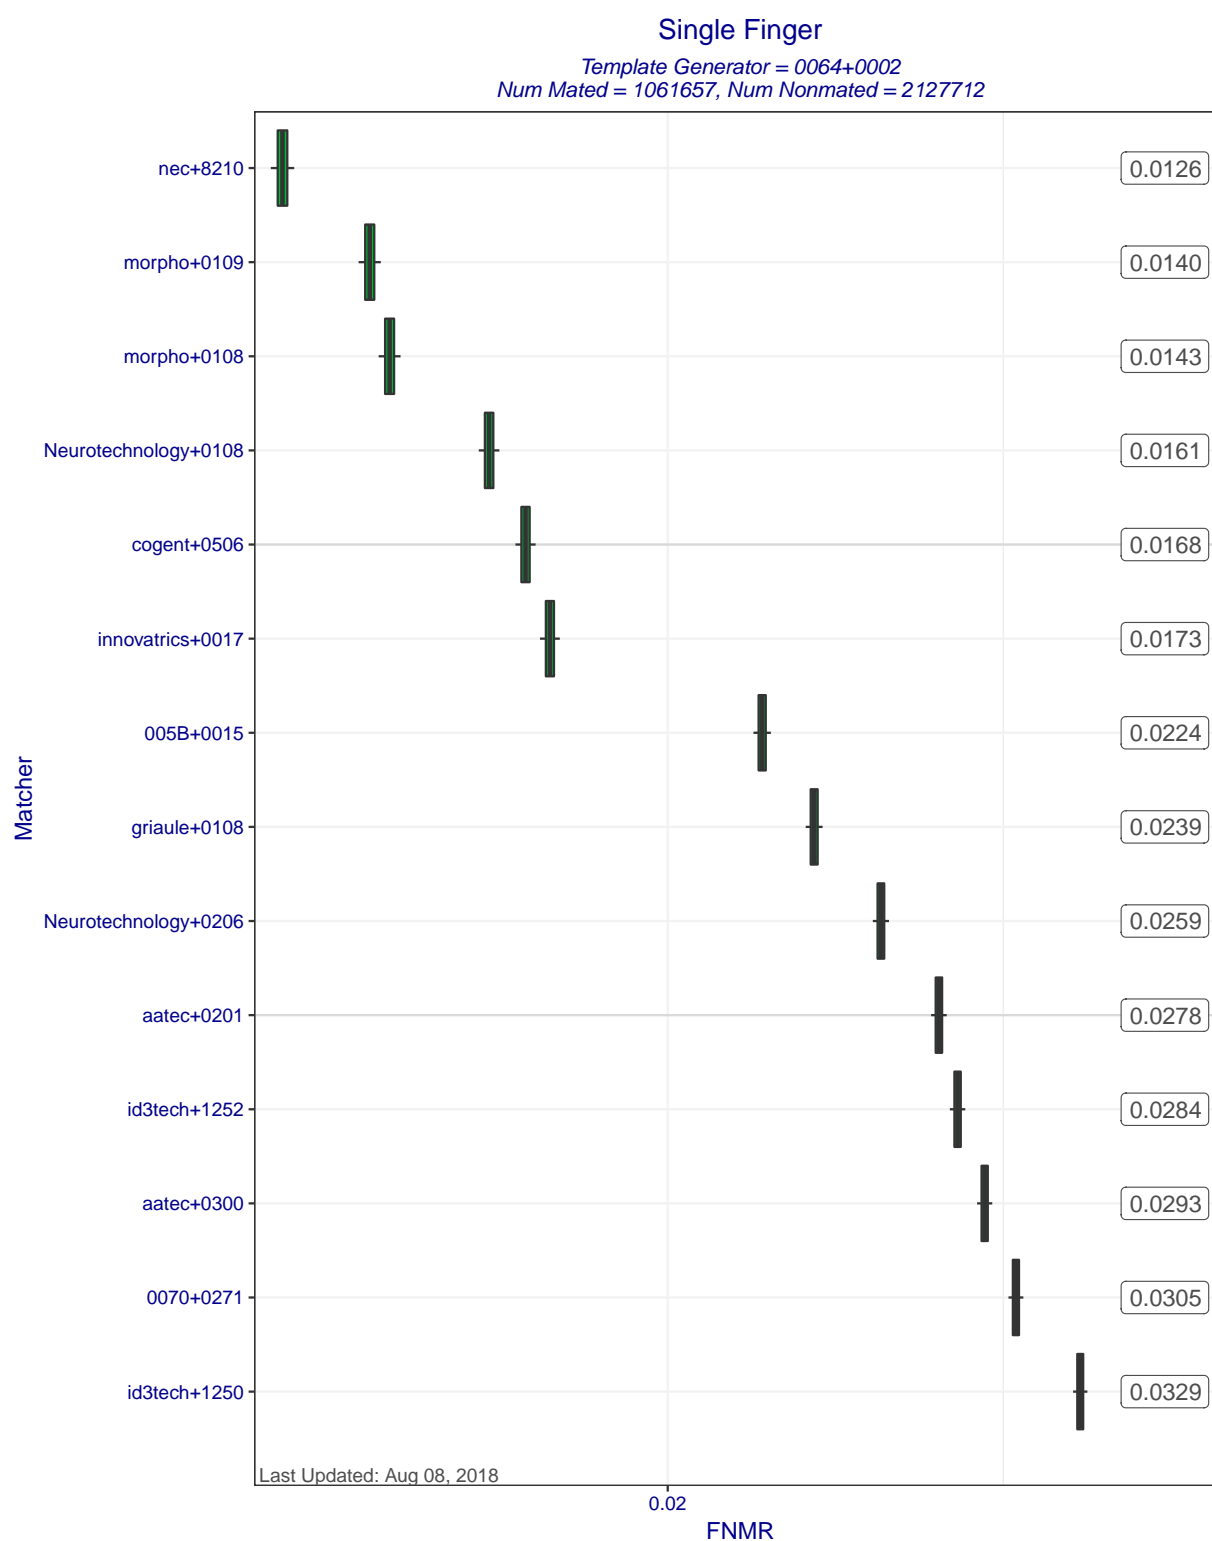 Single Finger
Template Generator = 0064+0002
Num Mated = 1061657, Num Nonmated = 2127712
nec+8210 0.0126
morpho+0109 0.0140
morpho+0108 0.0143
Neurotechnology+0108 0.0161
cogent+0506 0.0168
innovatrics+0017 0.0173
005B+0015 0.0224
griaule+0108 0.0239
Neurotechnology+0206 0.0259
aatec+0201 0.0278
id3tech+1252 0.0284
aatec+0300 0.0293
0070+0271 0.0305
id3tech+1250 0.0329
Matcher
Last Updated: Aug 08, 2018
0.02
FNMR